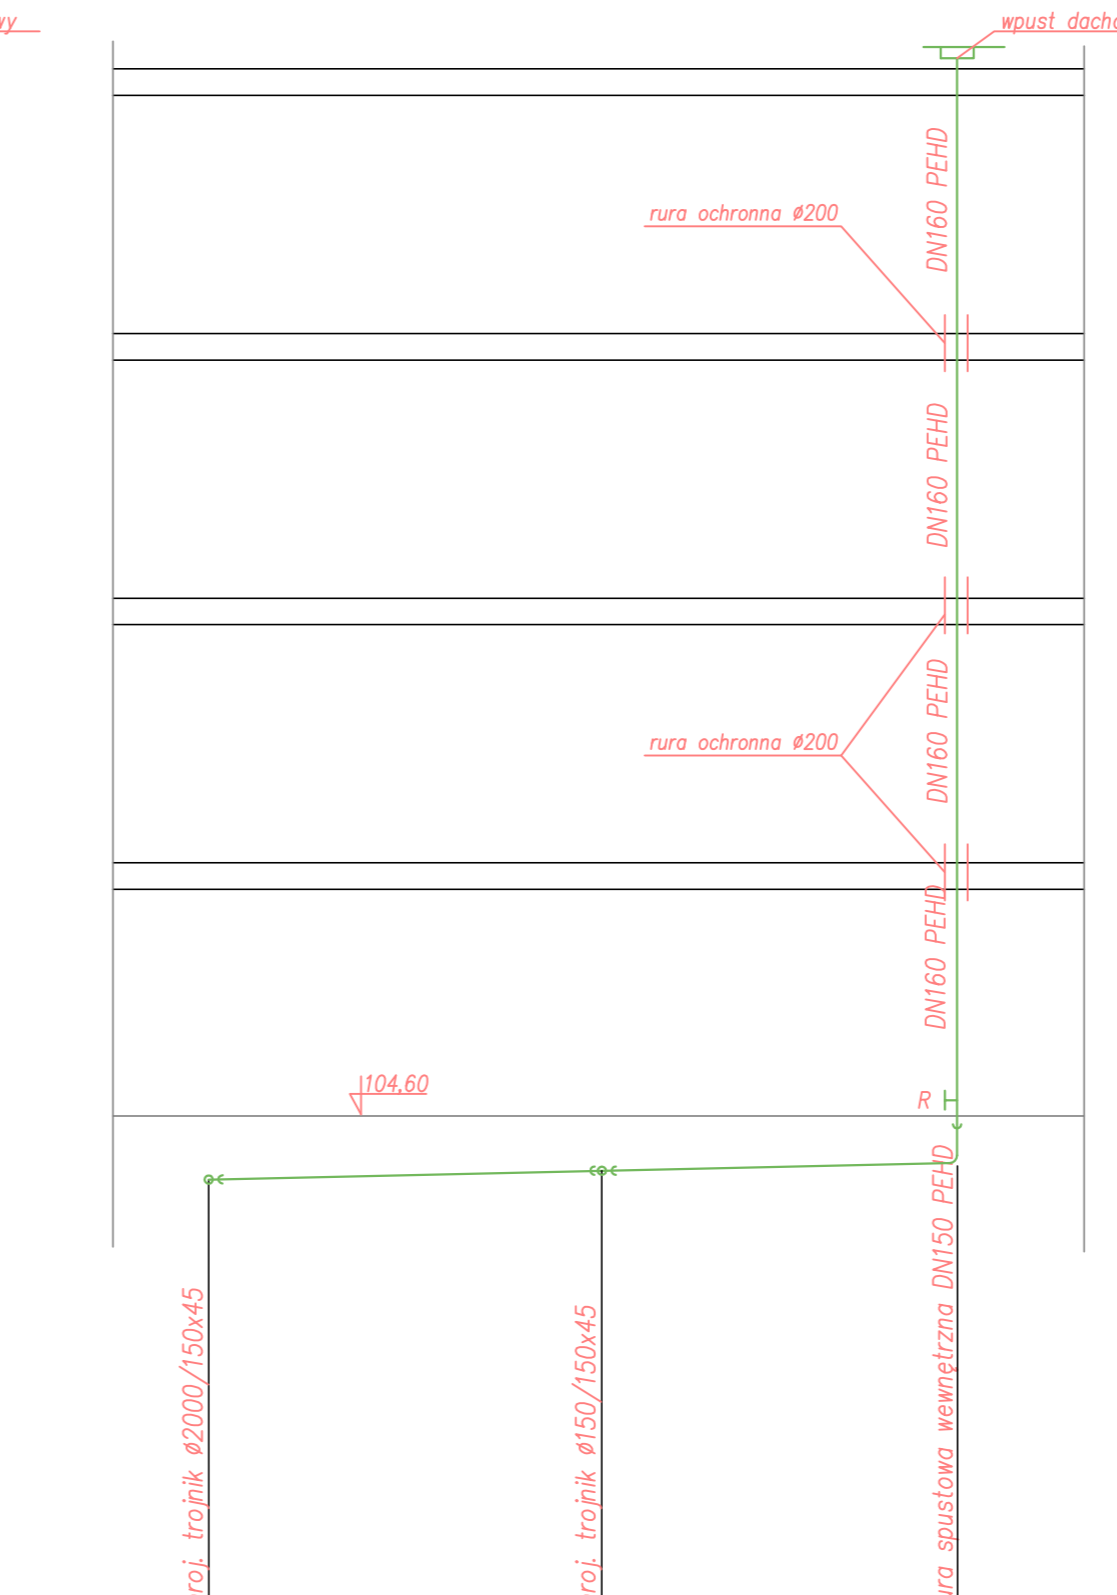 wpust
DN160 PEHD
rura ochronna ø200
DN160 PEHD
DN160 PEHD
rura ochronna ø200
DN160 PEHD
104,60
R
trojnik ø2000/150x45
trojnik ø150/150x45
spustowa wewnętrzna DN150 PEHD